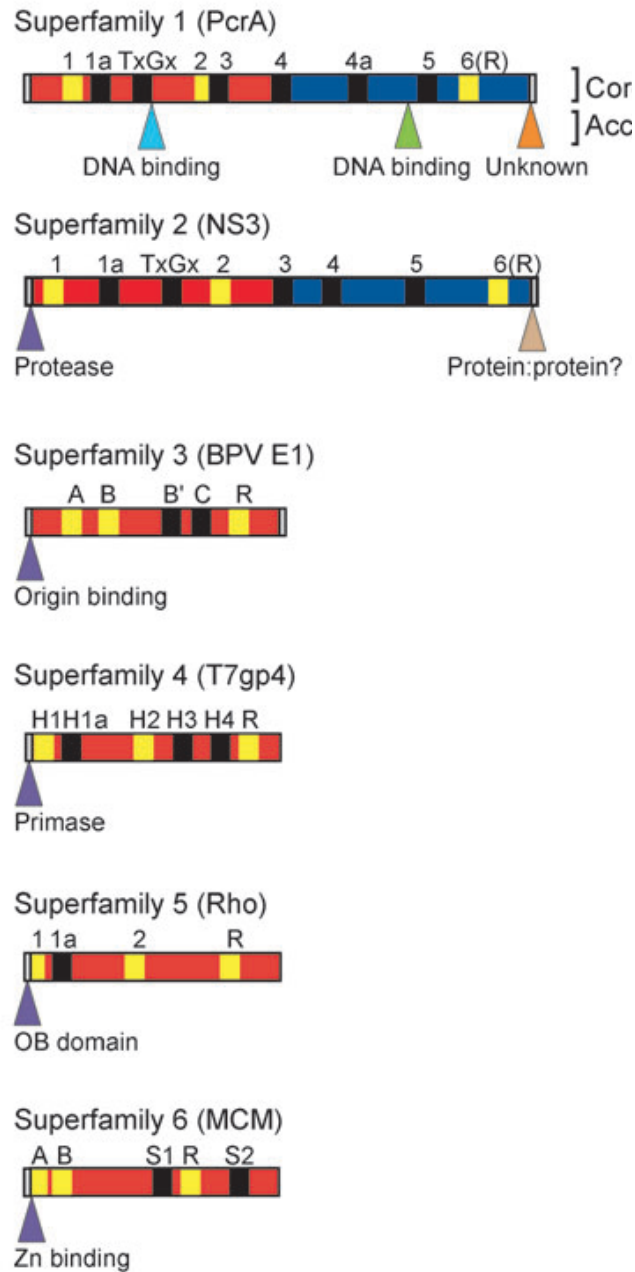 Superfamily 1 (PcrA)
1 1a TxGx 2 3 4 4a 5 6(R)
] Cor
] Acc
DNA binding DNA binding Unknown
Superfamily 2 (NS3)
1 1a TxGx 2 3 4 5 6(R)
Protease Protein:protein?
Superfamily 3 (BPV E1)
A B B' C R
Origin binding
Superfamily 4 (T7gp4)
H1 H1a H2 H3 H4 R
Primase
Superfamily 5 (Rho)
1 1a 2 R
OB domain
Superfamily 6 (MCM)
A B S1 R S2
Zn binding